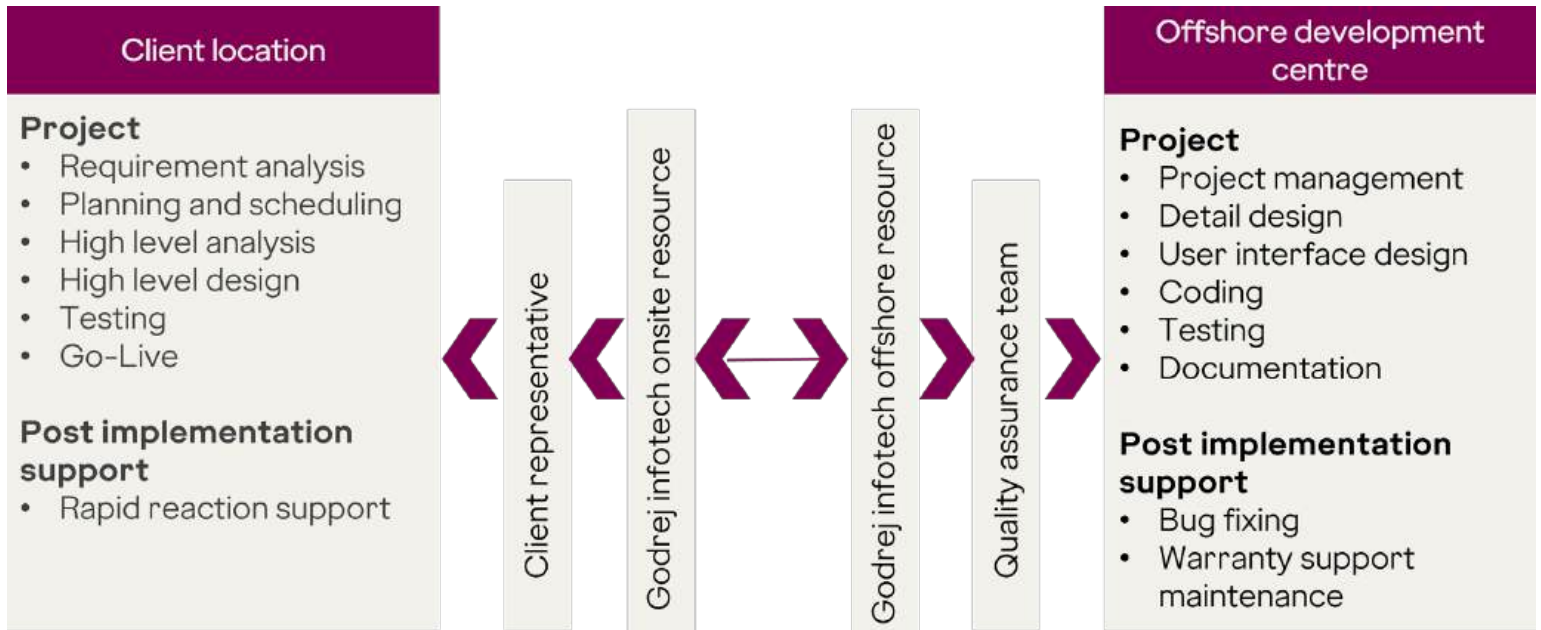 Client location
Project
• Requirement analysis
• Planning and scheduling
• High level analysis
• High level design
• Testing
• Go-Live
Post implementation
support
• Rapid reaction support
Client representative
Godrej infotech onsite resource
Godrej infotech offshore resource
Quality assurance team
Offshore development
centre
Project
• Project management
• Detail design
• User interface design
• Coding
• Testing
• Documentation
Post implementation
support
• Bug fixing
• Warranty support
maintenance